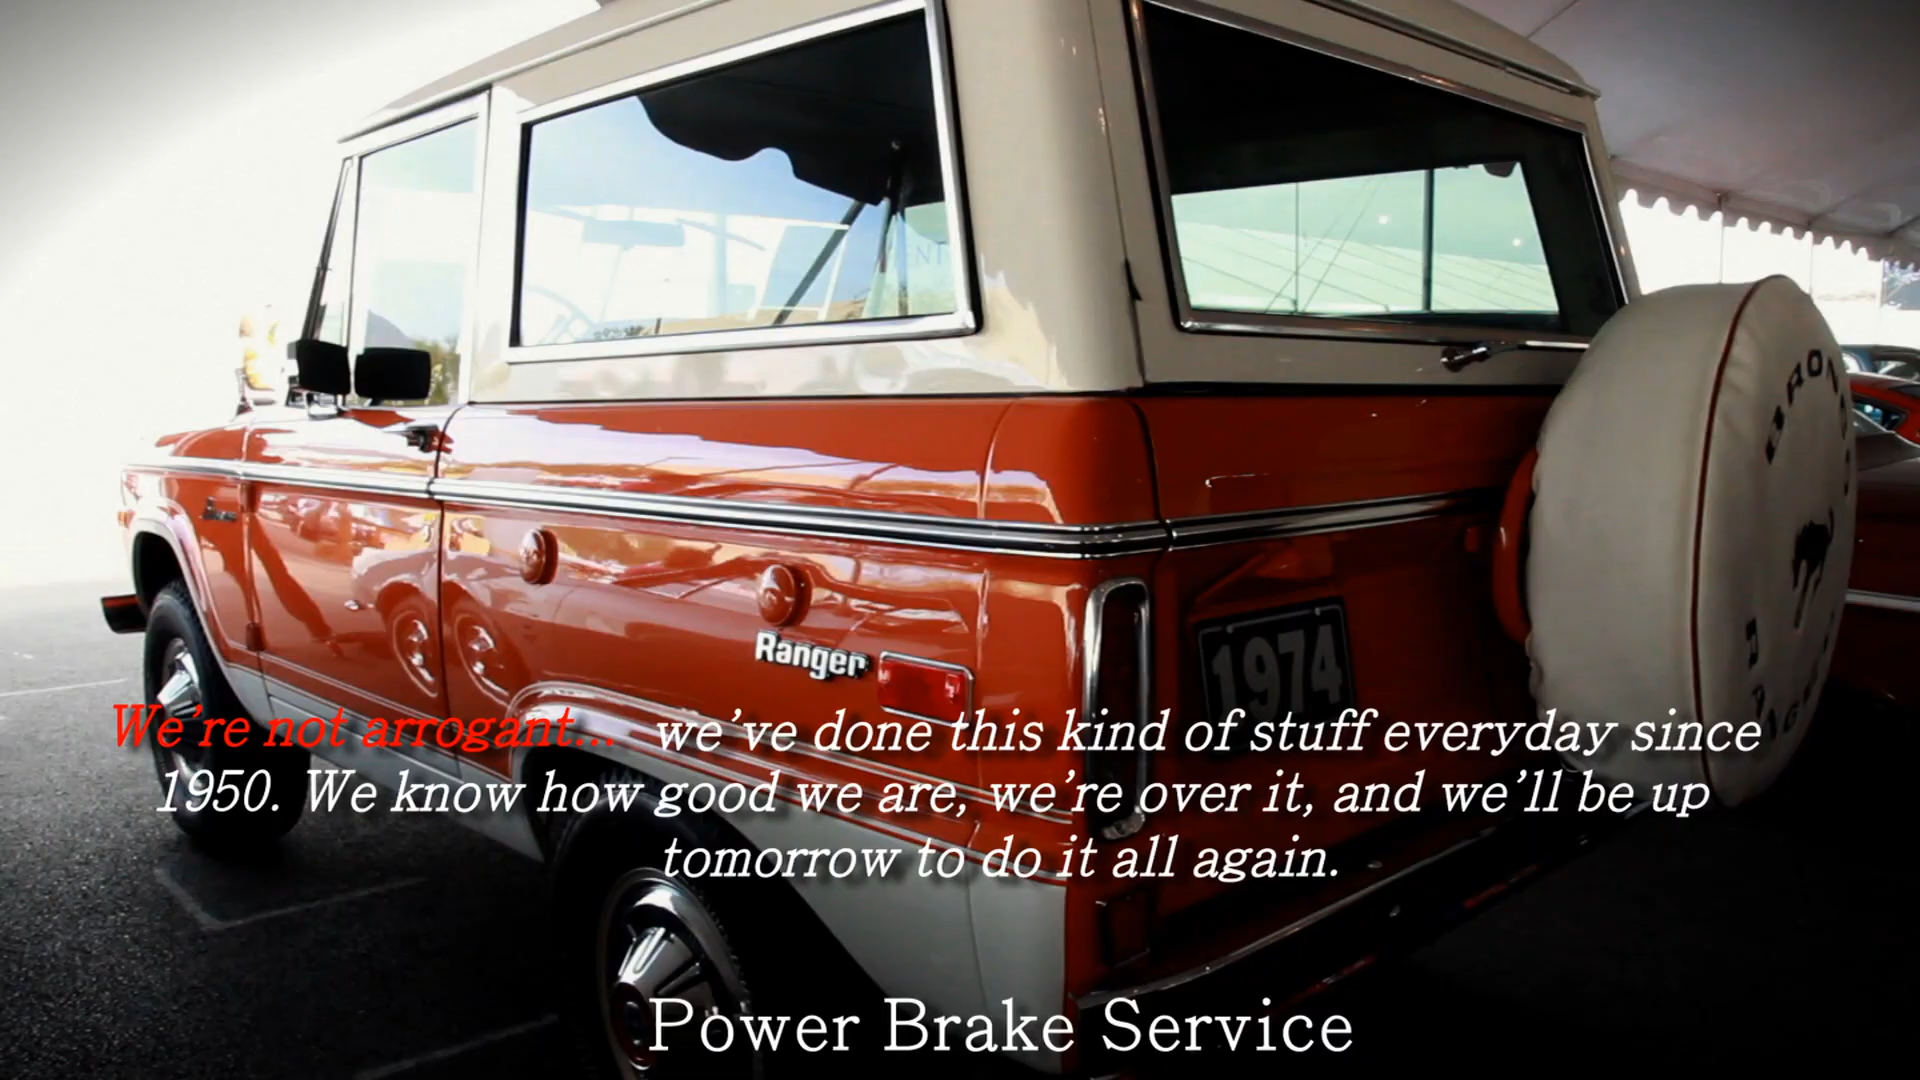 Ranger
1974
BRONCO
RANGER
We're not arrogant... we've done this kind of stuff everyday since
1950. We know how good we are, we're over it, and we'll be up
tomorrow to do it all again.
Power Brake Service